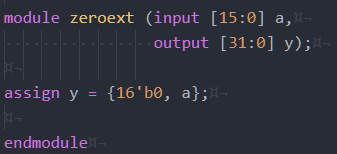 module zeroext (input [15:0] a,¤¬
····················output [31:0] y);¤¬
¤¬
assign y = {16'b0, a};¤¬
¤¬
endmodule¤¬